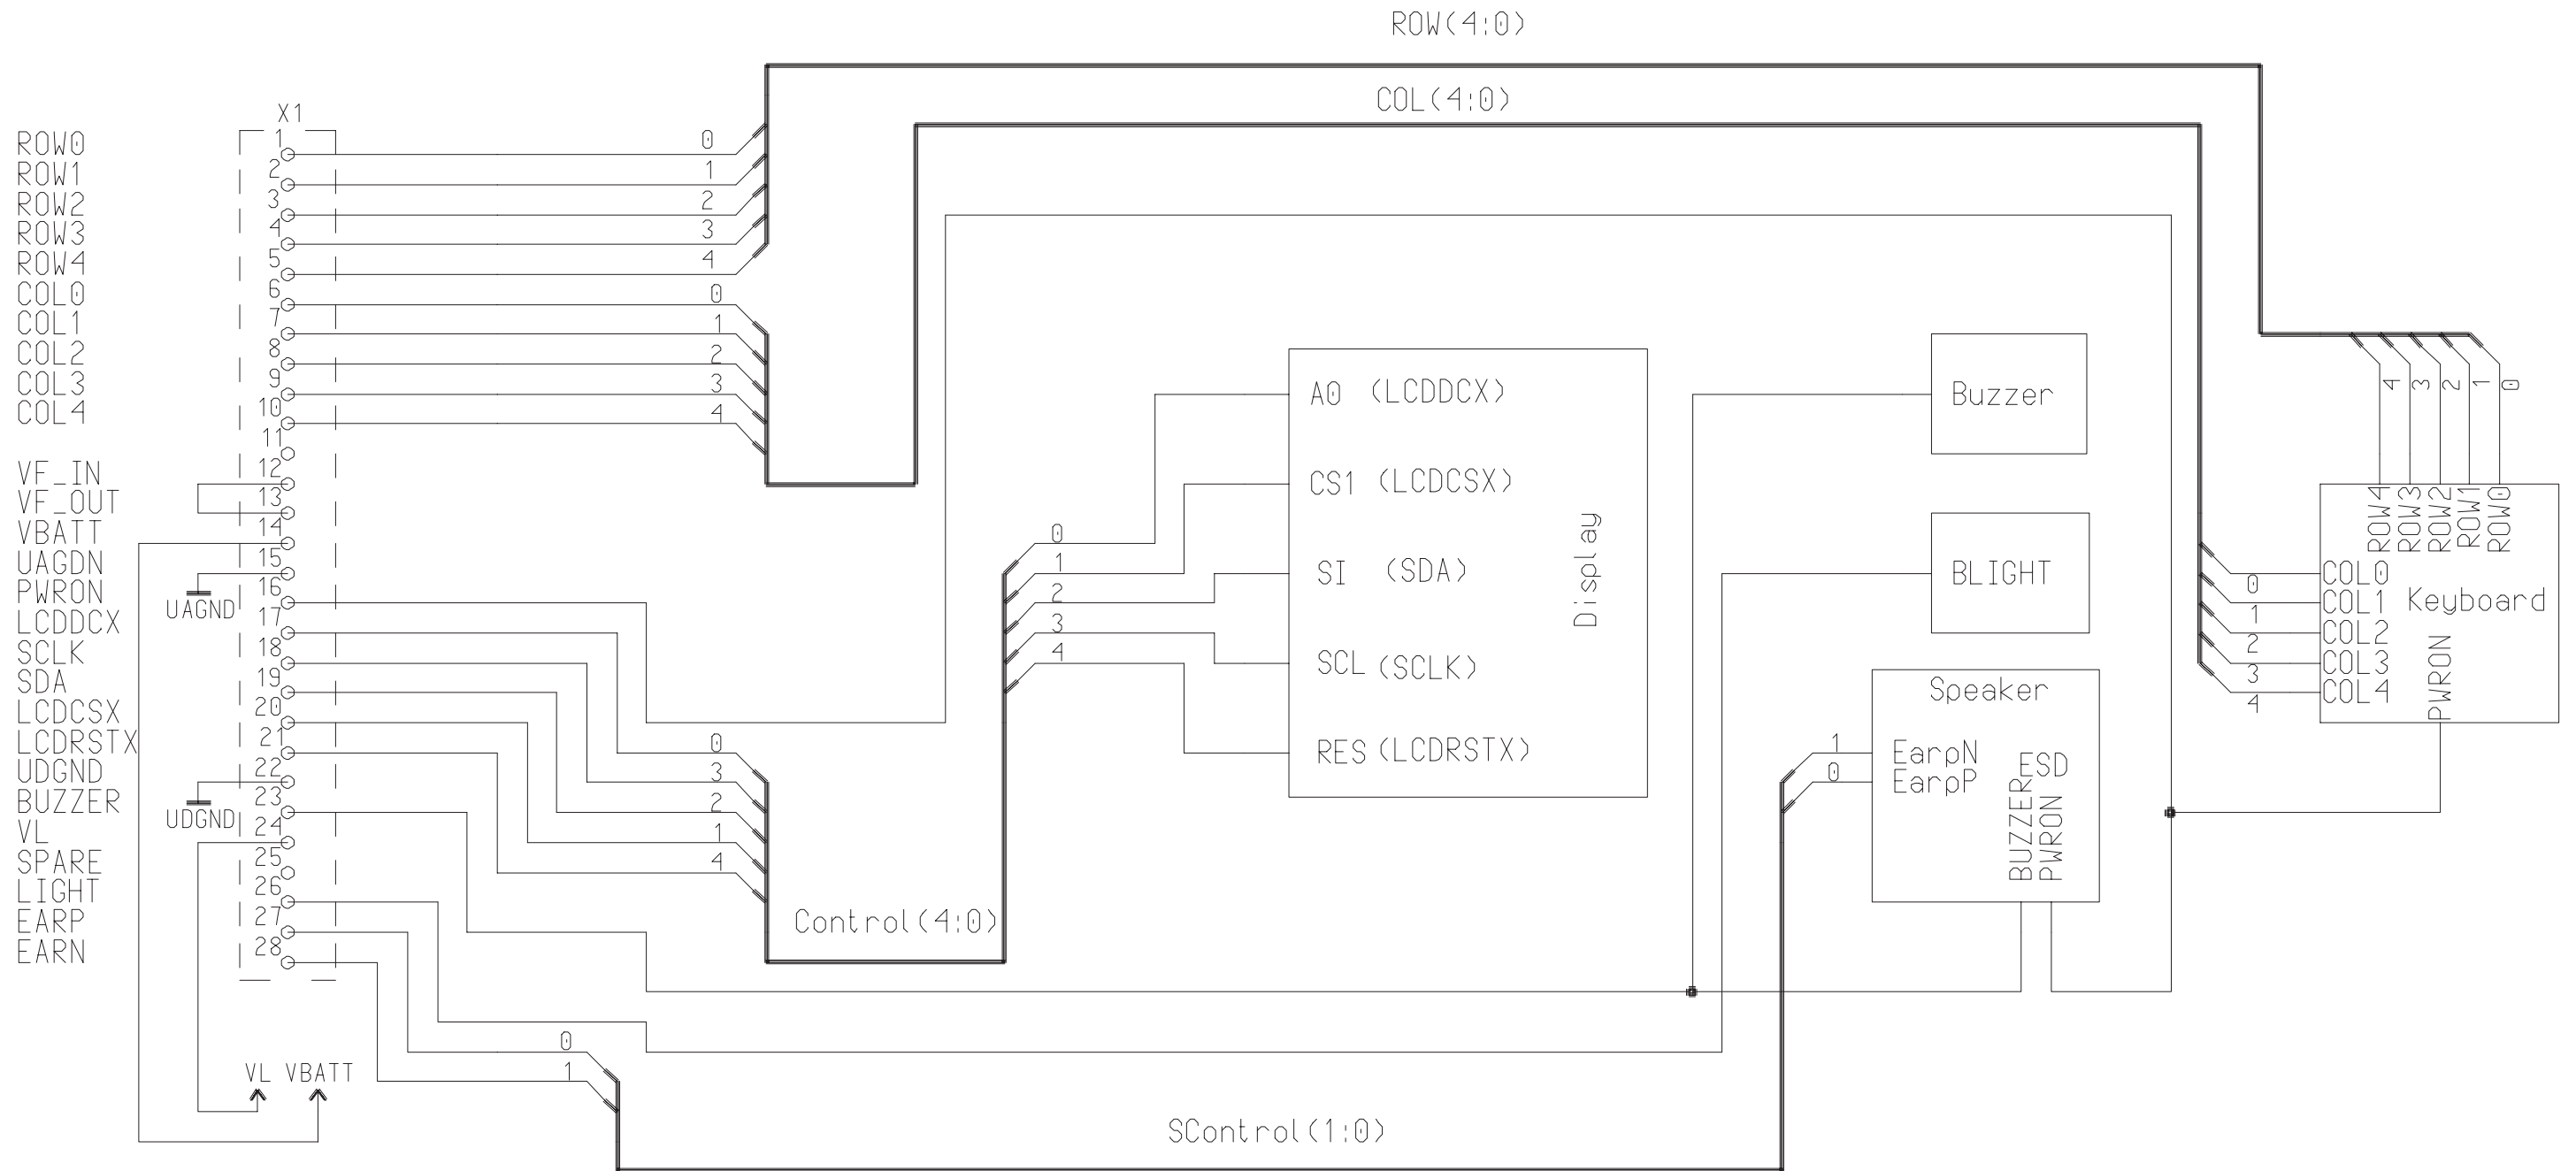 ROW(4:0)
COL(4:0)
X1
ROW0
ROW1
ROW2
ROW3
ROW4
COL0
COL1
COL2
COL3
COL4
VF_IN
VF_OUT
VBATT
UAGDN
PWRON
LCDDCX
SCLK
SDA
LCDCSX
LCDRSTX
UDGND
BUZZER
VL
SPARE
LIGHT
EARP
EARN
1
2
3
4
5
6
7
8
9
10
11
12
13
14
15
16
17
18
19
20
21
22
23
24
25
26
27
28
UAGND
UDGND
VL VBATT
0
1
2
3
4
0
1
2
3
4
0
3
2
1
4
Control(4:0)
0
1
SControl(1:0)
0
1
2
3
4
A0 (LCDDCX)
CS1 (LCDCSX)
SI (SDA)
SCL (SCLK)
RES (LCDRSTX)
Display
Buzzer
BLIGHT
Speaker
1
0
EarpN
EarpP
ESD
BUZZER
PWRON
4 3 2 1 0
ROW4 ROW3 ROW2 ROW1 ROW0
0
1
2
3
4
COL0
COL1
COL2
COL3
COL4
Keyboard
PWRON